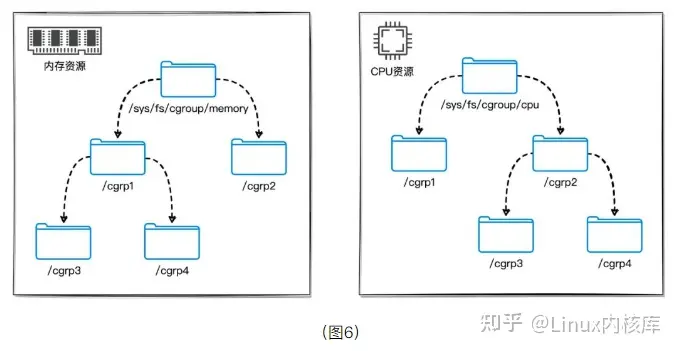 内存资源
/sys/fs/cgroup/memory
/cgrp1
/cgrp2
/cgrp3
/cgrp4
CPU资源
/sys/fs/cgroup/cpu
/cgrp1
/cgrp2
/cgrp3
/cgrp4
(图6)
知乎 @Linux内核库